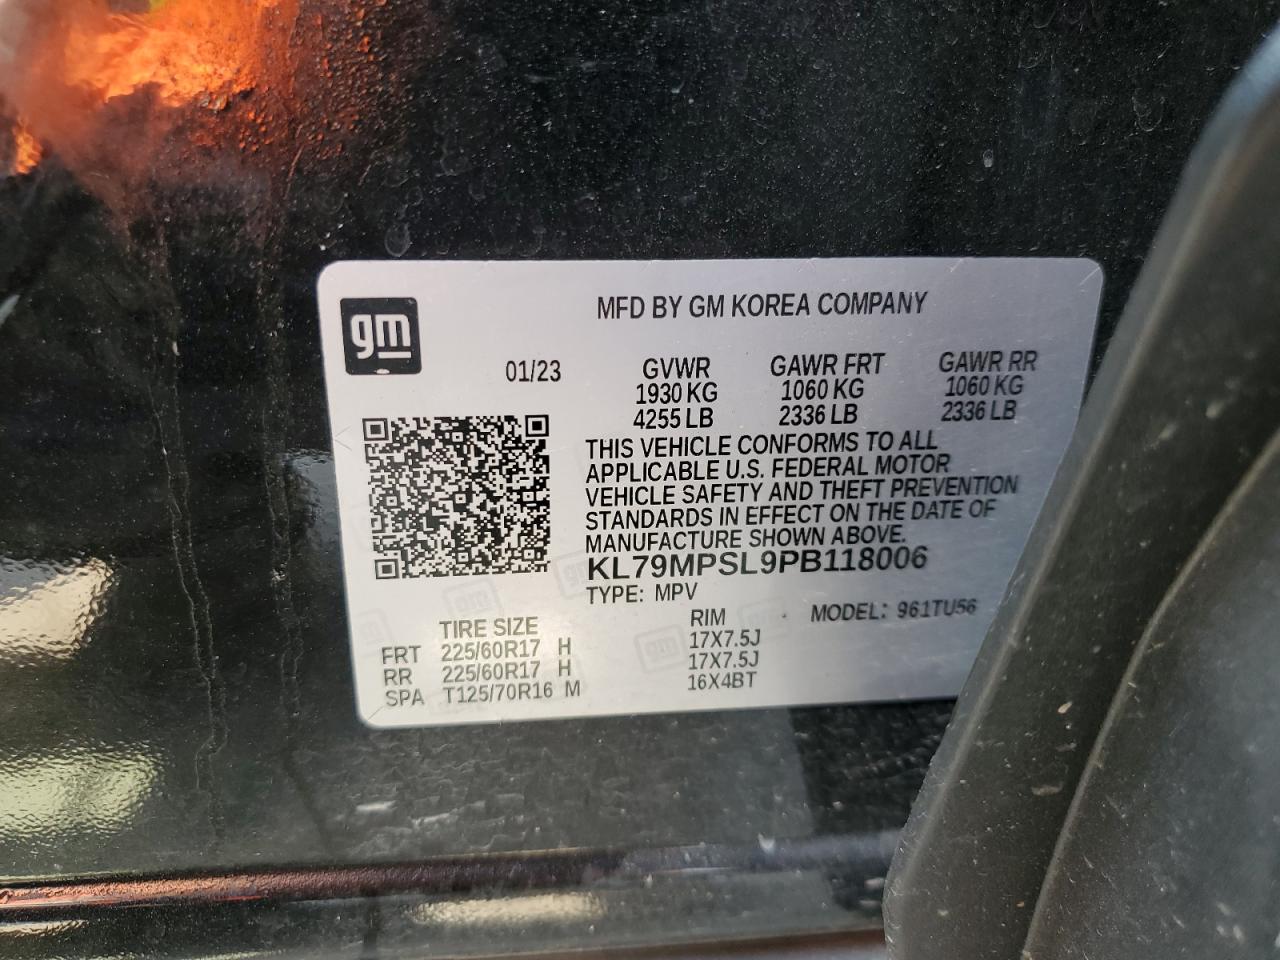 gm
MFD BY GM KOREA COMPANY
01/23 GVWR GAWR FRT GAWR RR
1930 KG 1060 KG 1060 KG
4255 LB 2336 LB 2336 LB
THIS VEHICLE CONFORMS TO ALL
APPLICABLE U.S. FEDERAL MOTOR
VEHICLE SAFETY AND THEFT PREVENTION
STANDARDS IN EFFECT ON THE DATE OF
MANUFACTURE SHOWN ABOVE.
KL79MPSL9PB118006
TYPE: MPV
TIRE SIZE RIM MODEL: 961TU56
FRT 225/60R17 H 17X7.5J
RR 225/60R17 H 17X7.5J
SPA T125/70R16 M 16X4BT